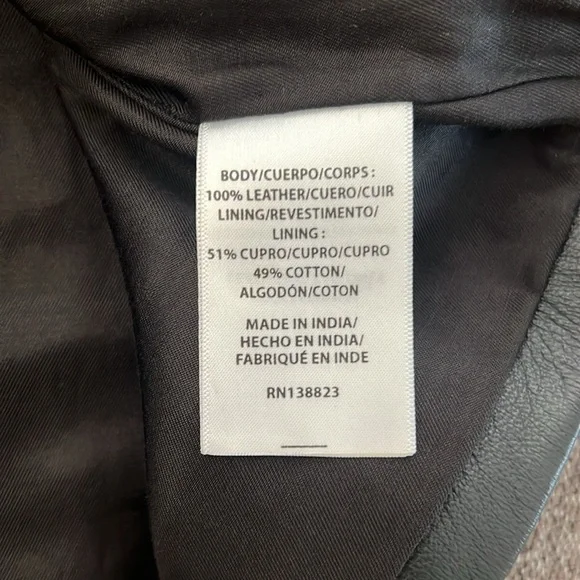 BODY/CUERPO/CORPS :
100% LEATHER/CUERO/CUIR
LINING/REVESTIMENTO/
LINING :
51% CUPRO/CUPRO/CUPRO
49% COTTON/
ALGODÓN/COTON
MADE IN INDIA/
HECHO EN INDIA/
FABRIQUÉ EN INDE
RN138823